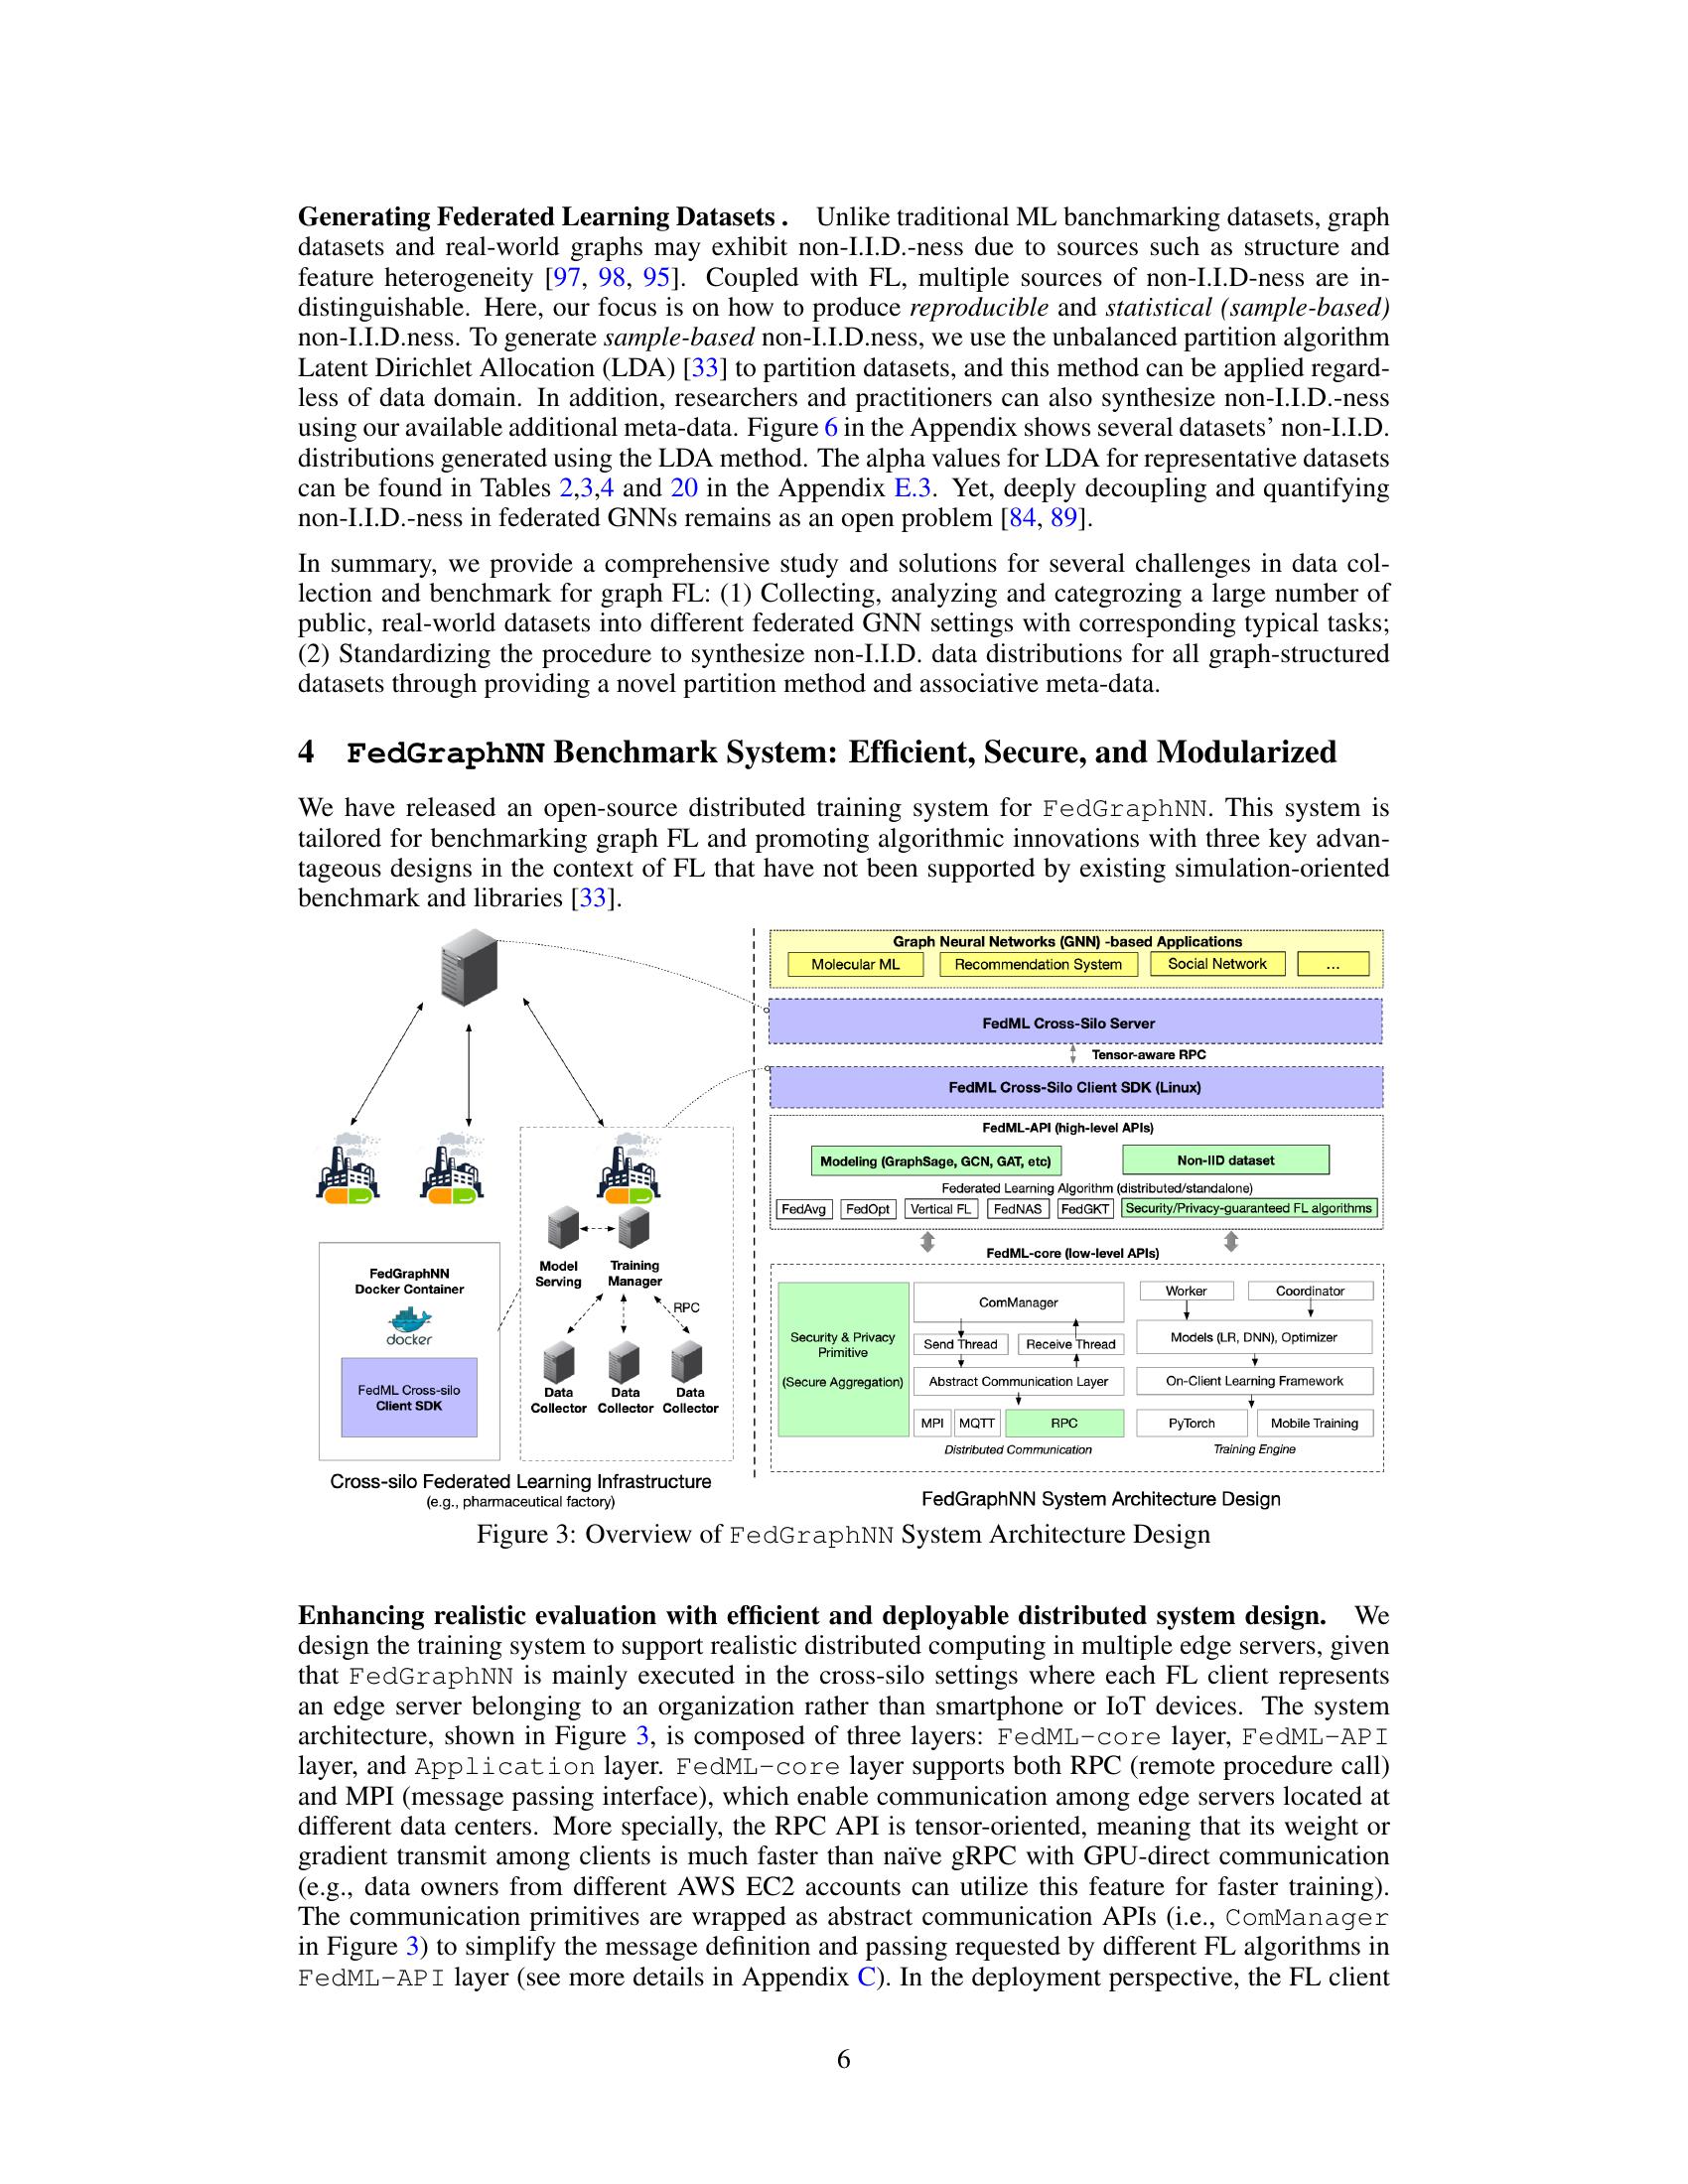 Generating Federated Learning Datasets . Unlike traditional ML banchmarking datasets, graph
datasets and real-world graphs may exhibit non-I.I.D.-ness due to sources such as structure and
feature heterogeneity [97, 98, 95]. Coupled with FL, multiple sources of non-I.I.D-ness are in-
distinguishable. Here, our focus is on how to produce reproducible and statistical (sample-based)
non-I.I.D.ness. To generate sample-based non-I.I.D.ness, we use the unbalanced partition algorithm
Latent Dirichlet Allocation (LDA) [33] to partition datasets, and this method can be applied regard-
less of data domain. In addition, researchers and practitioners can also synthesize non-I.I.D.-ness
using our available additional meta-data. Figure 6 in the Appendix shows several datasets’ non-I.I.D.
distributions generated using the LDA method. The alpha values for LDA for representative datasets
can be found in Tables 2,3,4 and 20 in the Appendix E.3. Yet, deeply decoupling and quantifying
non-I.I.D.-ness in federated GNNs remains as an open problem [84, 89].
In summary, we provide a comprehensive study and solutions for several challenges in data col-
lection and benchmark for graph FL: (1) Collecting, analyzing and categrozing a large number of
public, real-world datasets into different federated GNN settings with corresponding typical tasks;
(2) Standardizing the procedure to synthesize non-I.I.D. data distributions for all graph-structured
datasets through providing a novel partition method and associative meta-data.
4 FedGraphNN Benchmark System: Efficient, Secure, and Modularized
We have released an open-source distributed training system for FedGraphNN. This system is
tailored for benchmarking graph FL and promoting algorithmic innovations with three key advan-
tageous designs in the context of FL that have not been supported by existing simulation-oriented
benchmark and libraries [33].
Model
Serving
Training
Manager
RPC
Data
Collector
Data
Collector
Data
Collector
FedGraphNN
Docker Container
docker
FedML Cross-silo
Client SDK
Cross-silo Federated Learning Infrastructure
(e.g., pharmaceutical factory)
Graph Neural Networks (GNN) -based Applications
Molecular ML
Recommendation System
Social Network
...
FedML Cross-Silo Server
Tensor-aware RPC
FedML Cross-Silo Client SDK (Linux)
FedML-API (high-level APIs)
Modeling (GraphSage, GCN, GAT, etc)
Non-IID dataset
Federated Learning Algorithm (distributed/standalone)
FedAvg
FedOpt
Vertical FL
FedNAS
FedGKT
Security/Privacy-guaranteed FL algorithms
FedML-core (low-level APIs)
Security & Privacy
Primitive
(Secure Aggregation)
ComManager
Send Thread
Receive Thread
Abstract Communication Layer
MPI
MQTT
RPC
Distributed Communication
Worker
Coordinator
Models (LR, DNN), Optimizer
On-Client Learning Framework
PyTorch
Mobile Training
Training Engine
FedGraphNN System Architecture Design
Figure 3: Overview of FedGraphNN System Architecture Design
Enhancing realistic evaluation with efficient and deployable distributed system design. We
design the training system to support realistic distributed computing in multiple edge servers, given
that FedGraphNN is mainly executed in the cross-silo settings where each FL client represents
an edge server belonging to an organization rather than smartphone or IoT devices. The system
architecture, shown in Figure 3, is composed of three layers: FedML-core layer, FedML-API
layer, and Application layer. FedML-core layer supports both RPC (remote procedure call)
and MPI (message passing interface), which enable communication among edge servers located at
different data centers. More specially, the RPC API is tensor-oriented, meaning that its weight or
gradient transmit among clients is much faster than naïve gRPC with GPU-direct communication
(e.g., data owners from different AWS EC2 accounts can utilize this feature for faster training).
The communication primitives are wrapped as abstract communication APIs (i.e., ComManager
in Figure 3) to simplify the message definition and passing requested by different FL algorithms in
FedML-API layer (see more details in Appendix C). In the deployment perspective, the FL client
6